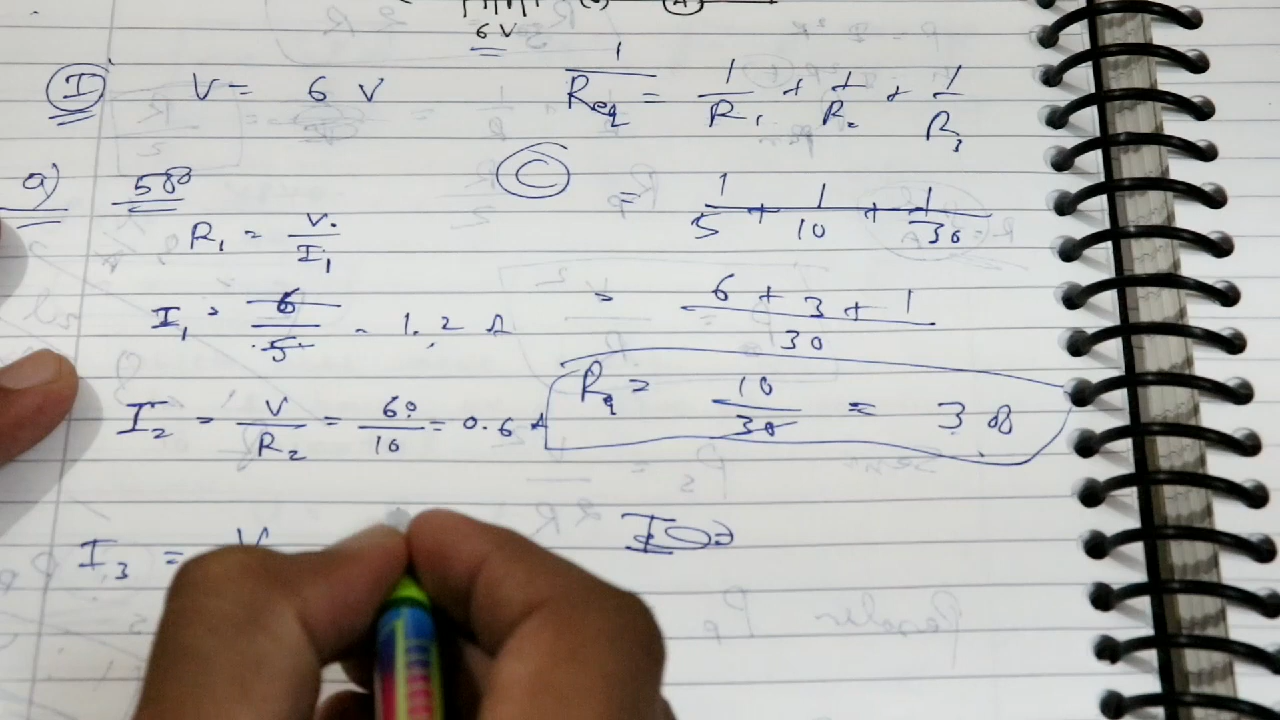 6 V
I V = 6 V
1/Req = 1/R₁ + 1/R₂ + 1/R₃
a) 5Ω
C
= 1/5 + 1/10 + 1/30
R₁ = V/I₁
I₁ = 6/5 = 1.2 A
= 6 + 3 + 1 / 30
I₂ = V/R₂ = 6/10 = 0.6 A
Rq = 10/30 = 3 Ω
I₃ = V